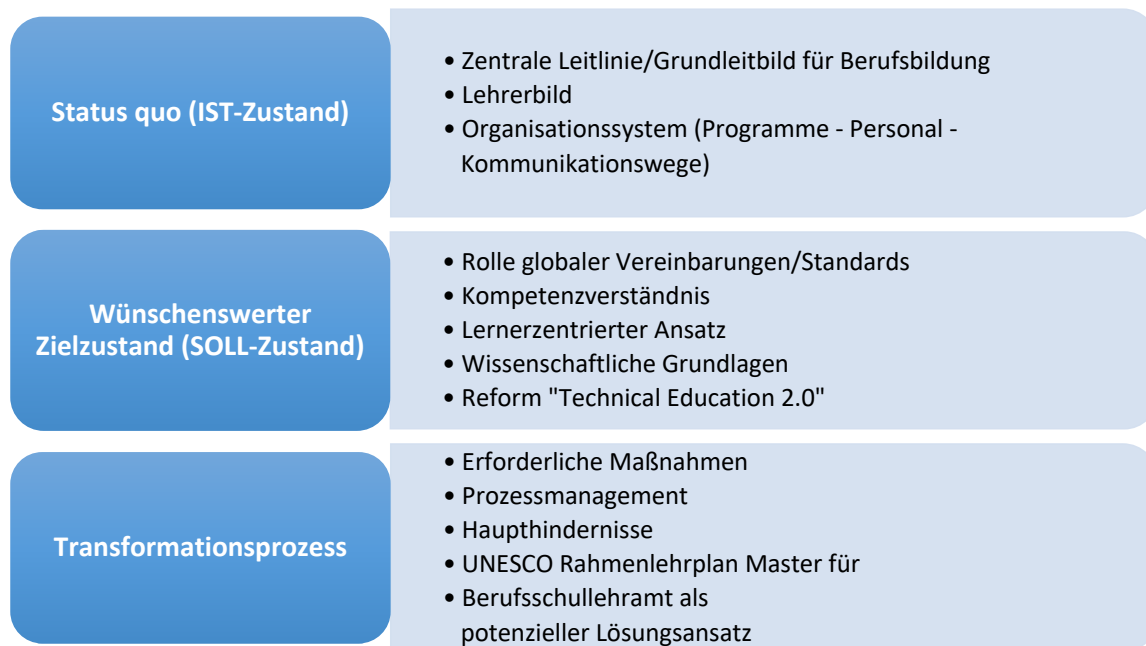 Status quo (IST-Zustand)
• Zentrale Leitlinie/Grundleitbild für Berufsbildung
• Lehrerbild
• Organisationssystem (Programme - Personal -
Kommunikationswege)
Wünschenswerter
Zielzustand (SOLL-Zustand)
• Rolle globaler Vereinbarungen/Standards
• Kompetenzverständnis
• Lernerzentrierter Ansatz
• Wissenschaftliche Grundlagen
• Reform "Technical Education 2.0"
Transformationsprozess
• Erforderliche Maßnahmen
• Prozessmanagement
• Haupthindernisse
• UNESCO Rahmenlehrplan Master für
• Berufsschullehramt als
potenzieller Lösungsansatz